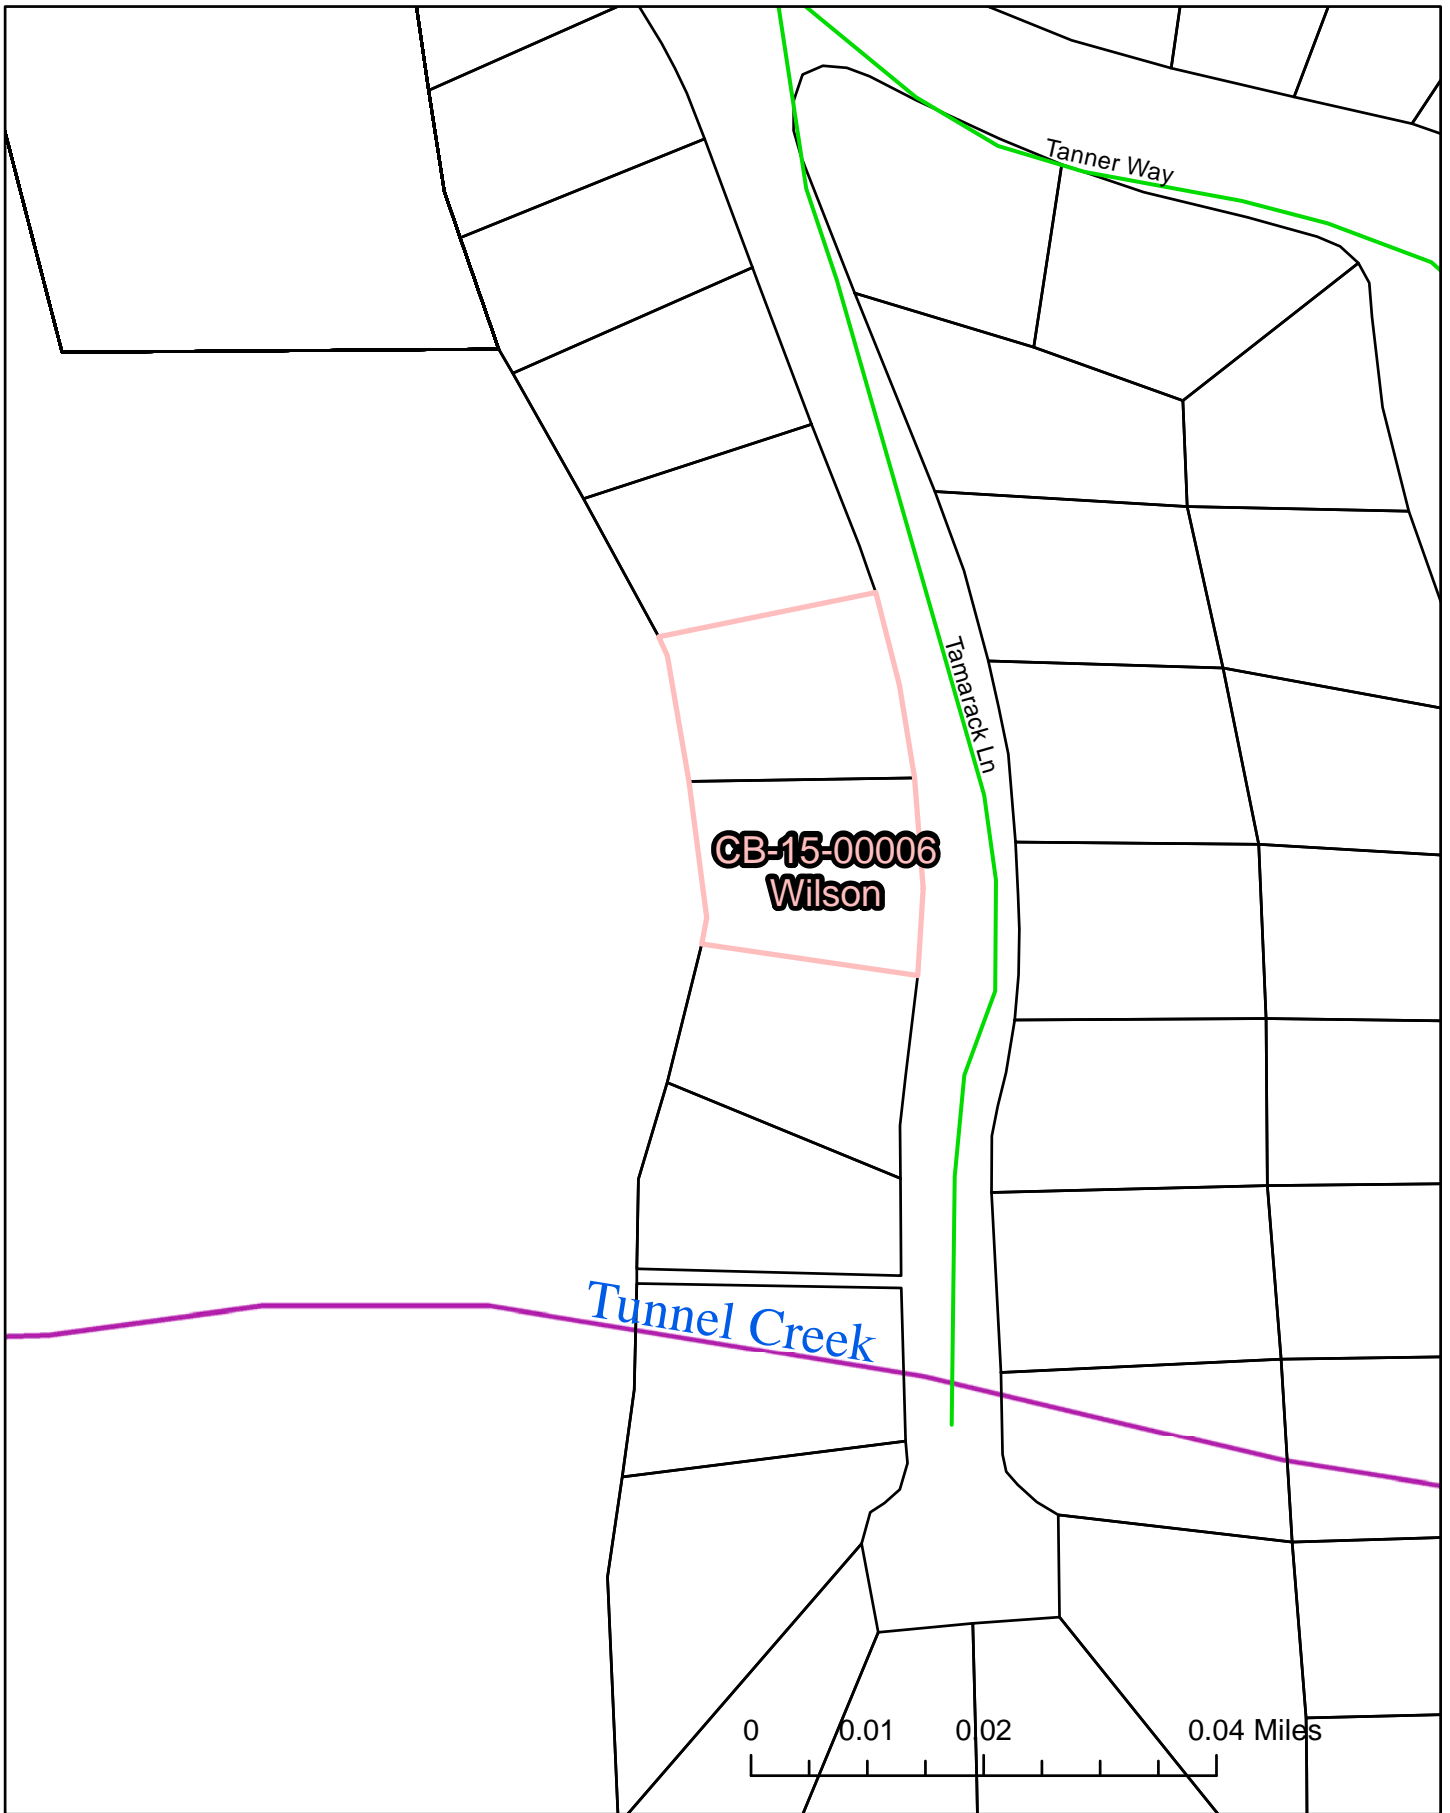 Tanner Way
Tamarack Ln
CB-15-00006
Wilson
Tunnel Creek
0 0.01 0.02 0.04 Miles